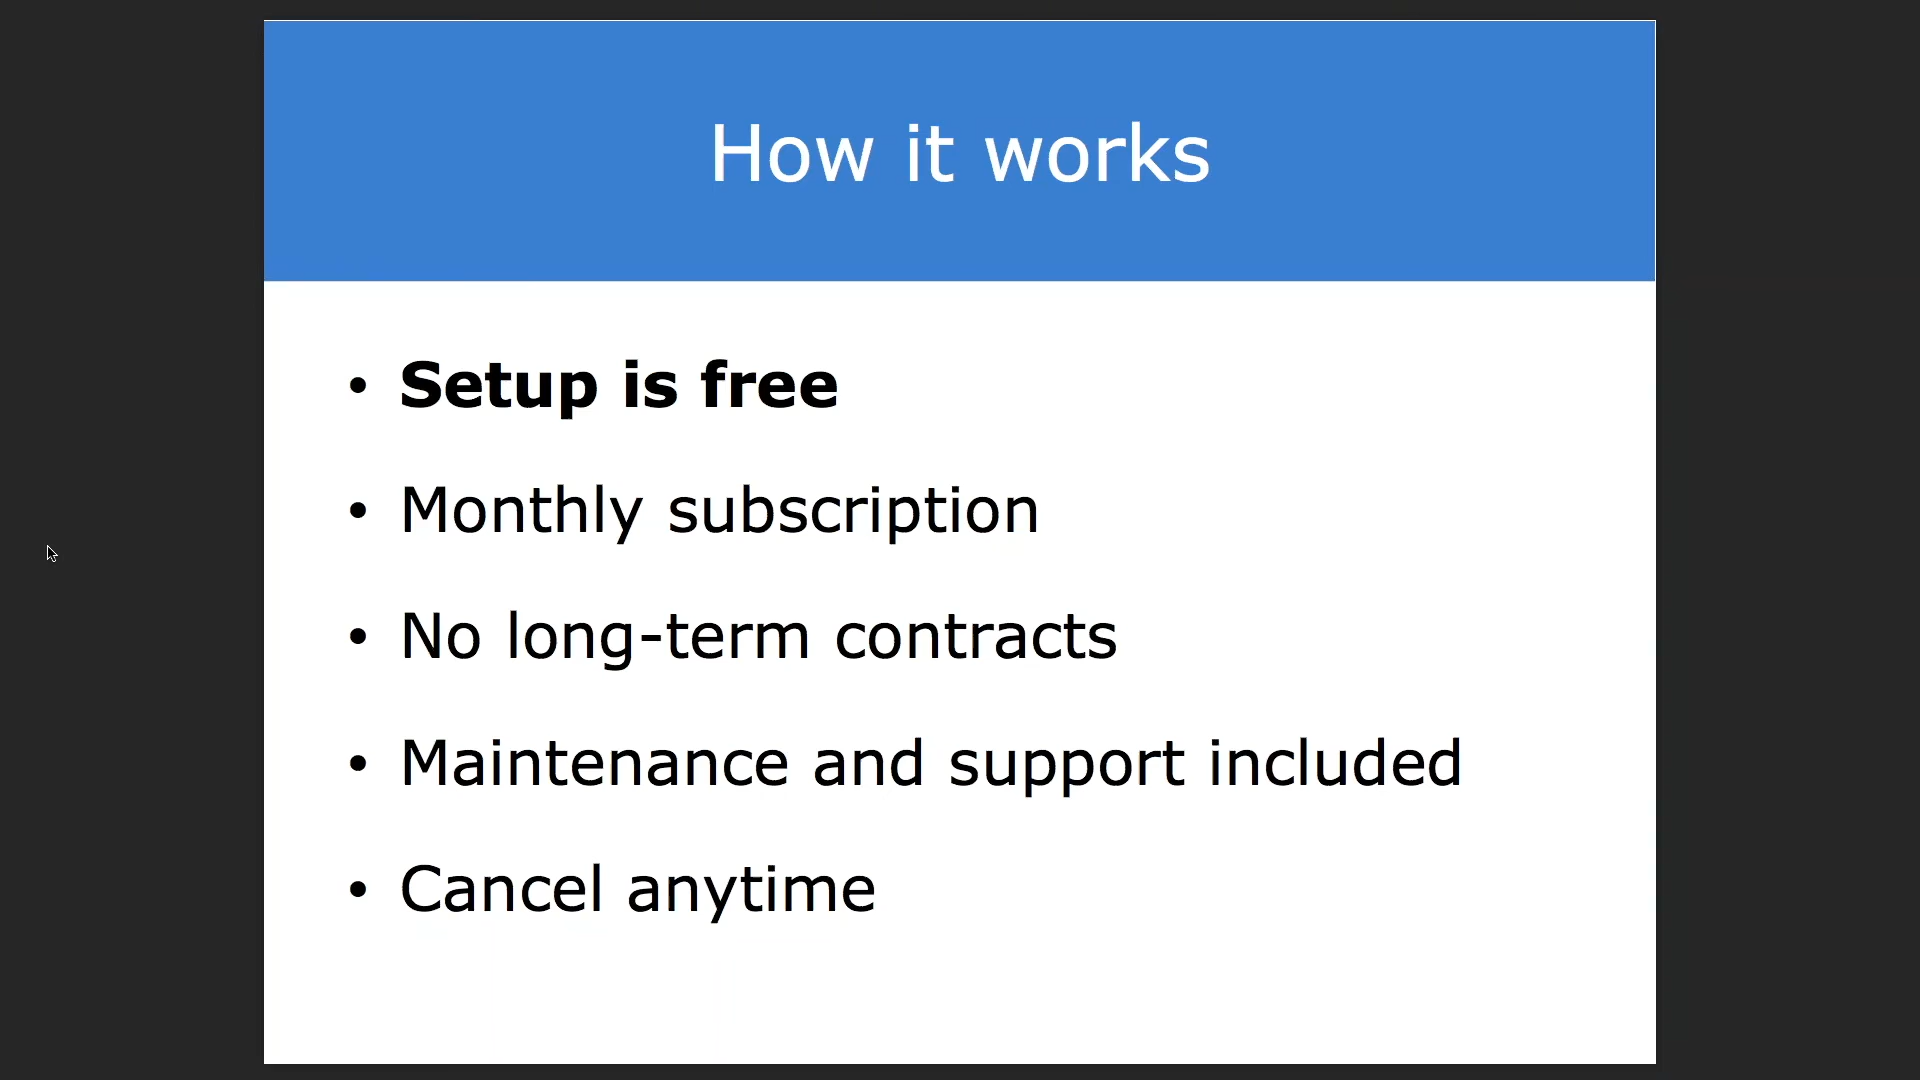 How it works
• Setup is free
• Monthly subscription
• No long-term contracts
• Maintenance and support included
• Cancel anytime